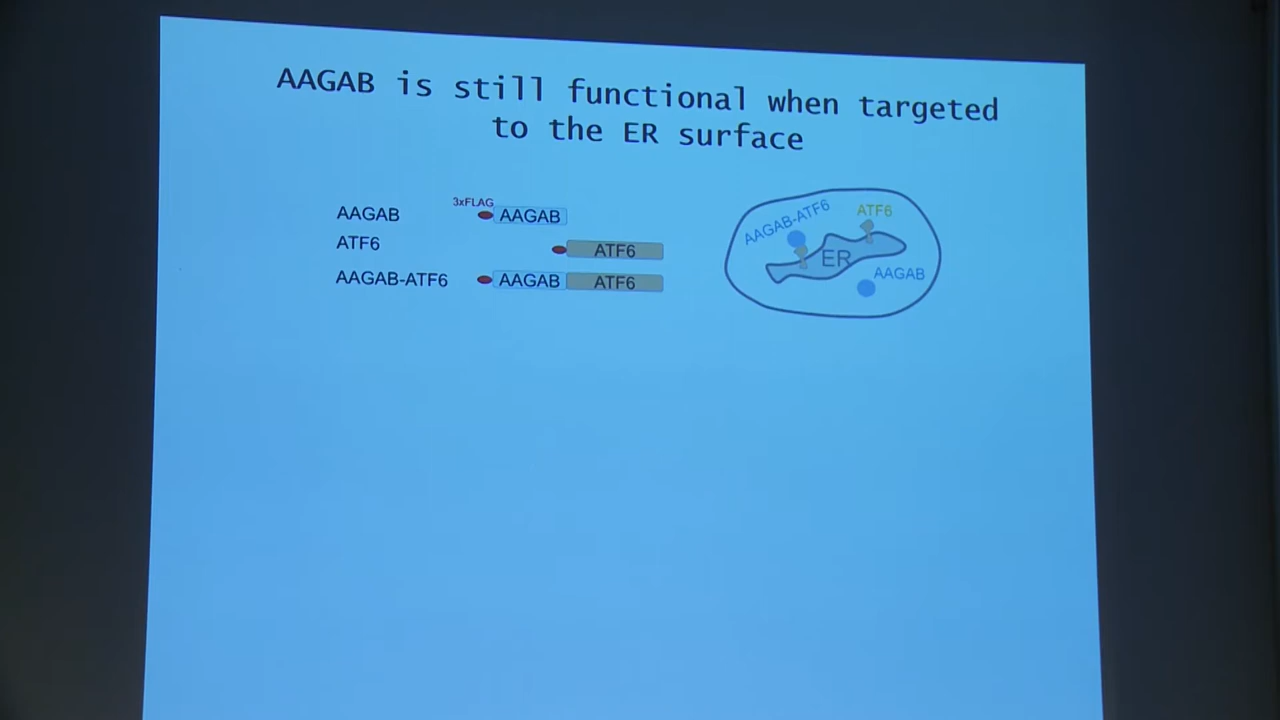 AAGAB is still functional when targeted
to the ER surface
3xFLAG
AAGAB AAGAB
ATF6 ATF6
AAGAB-ATF6 AAGAB ATF6
AAGAB-ATF6
ATF6
ER
AAGAB